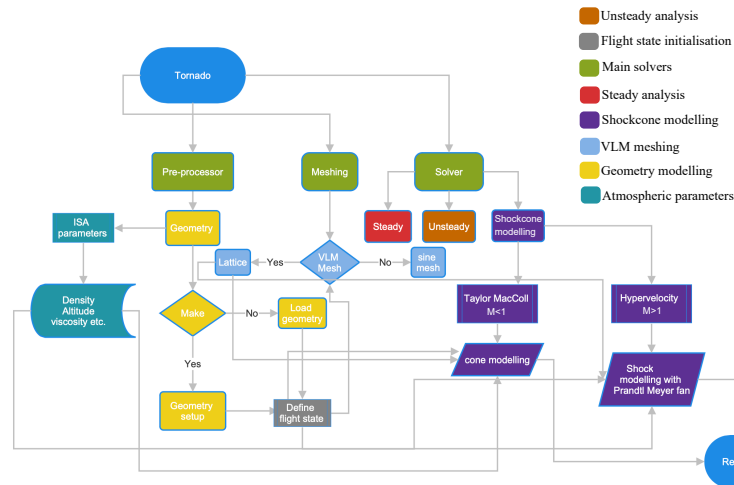 Unsteady analysis
Flight state initialisation
Main solvers
Steady analysis
Shockcone modelling
VLM meshing
Geometry modelling
Atmospheric parameters
Tornado
Pre-processor
Meshing
Solver
ISA
parameters
Geometry
Steady
Unsteady
Shockcone
modelling
Lattice
Yes
VLM
Mesh
No
sine
mesh
Density
Altitude
viscosity etc.
Make
No
Load
geometry
Taylor MacColl
M<1
Hypervelocity
M>1
Yes
cone modelling
Shock
modelling with
Prandtl Meyer fan
Geometry
setup
Define
flight state